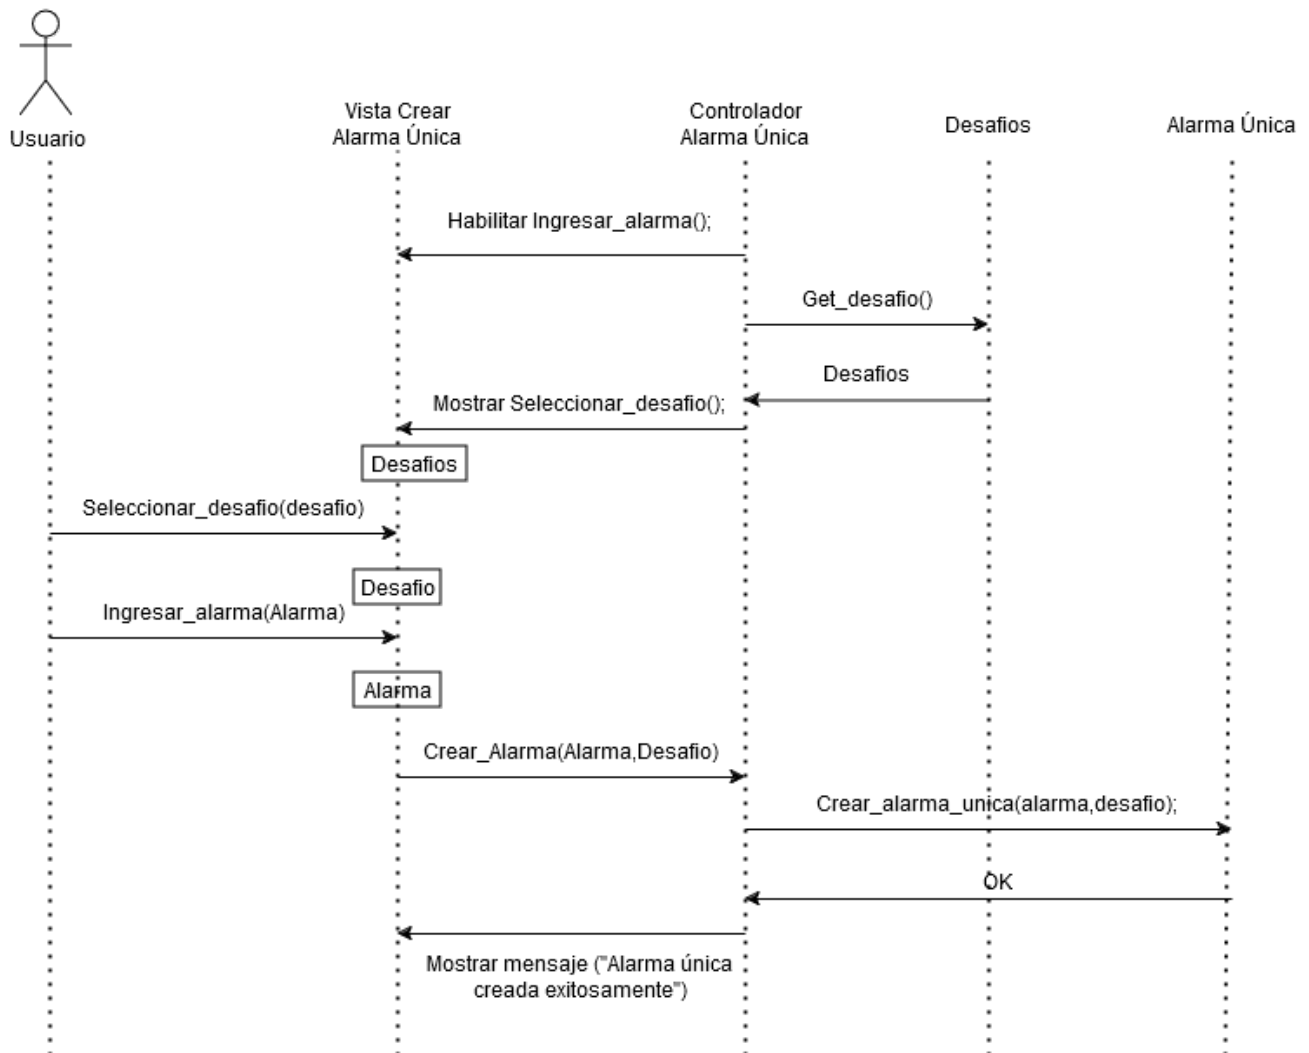 Usuario
Vista Crear
Alarma Única
Controlador
Alarma Única
Desafios
Alarma Única
Habilitar Ingresar_alarma();
Get_desafio()
Desafios
Mostrar Seleccionar_desafio();
Desafios
Seleccionar_desafio(desafio)
Desafio
Ingresar_alarma(Alarma)
Alarma
Crear_Alarma(Alarma,Desafio)
Crear_alarma_unica(alarma,desafio);
OK
Mostrar mensaje ("Alarma única
creada exitosamente")